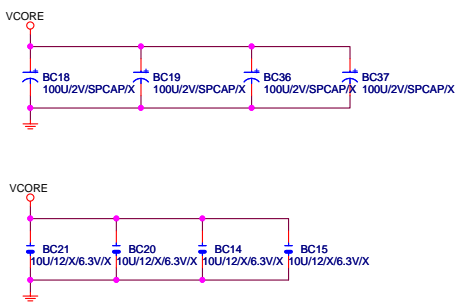 VCORE
BC18 BC19 BC36 BC37
100U/2V/SPCAP/X 100U/2V/SPCAP/X 100U/2V/SPCAP/X 100U/2V/SPCAP/X
VCORE
BC21 BC20 BC14 BC15
10U/12/X/6.3V/X 10U/12/X/6.3V/X 10U/12/X/6.3V/X 10U/12/X/6.3V/X